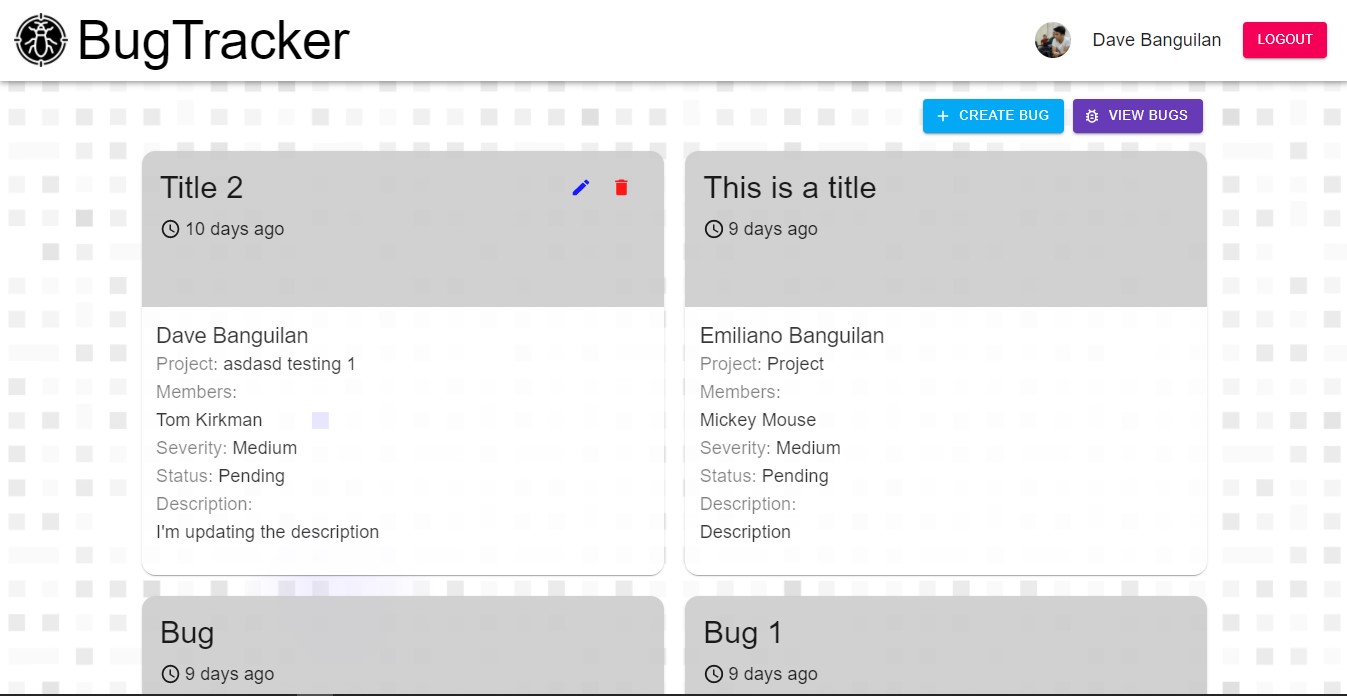 BugTracker
Dave Banguilan
LOGOUT
+ CREATE BUG
VIEW BUGS
Title 2
10 days ago
Dave Banguilan
Project: asdasd testing 1
Members:
Tom Kirkman
Severity: Medium
Status: Pending
Description:
I'm updating the description
This is a title
9 days ago
Emiliano Banguilan
Project: Project
Members:
Mickey Mouse
Severity: Medium
Status: Pending
Description:
Description
Bug
9 days ago
Bug 1
9 days ago